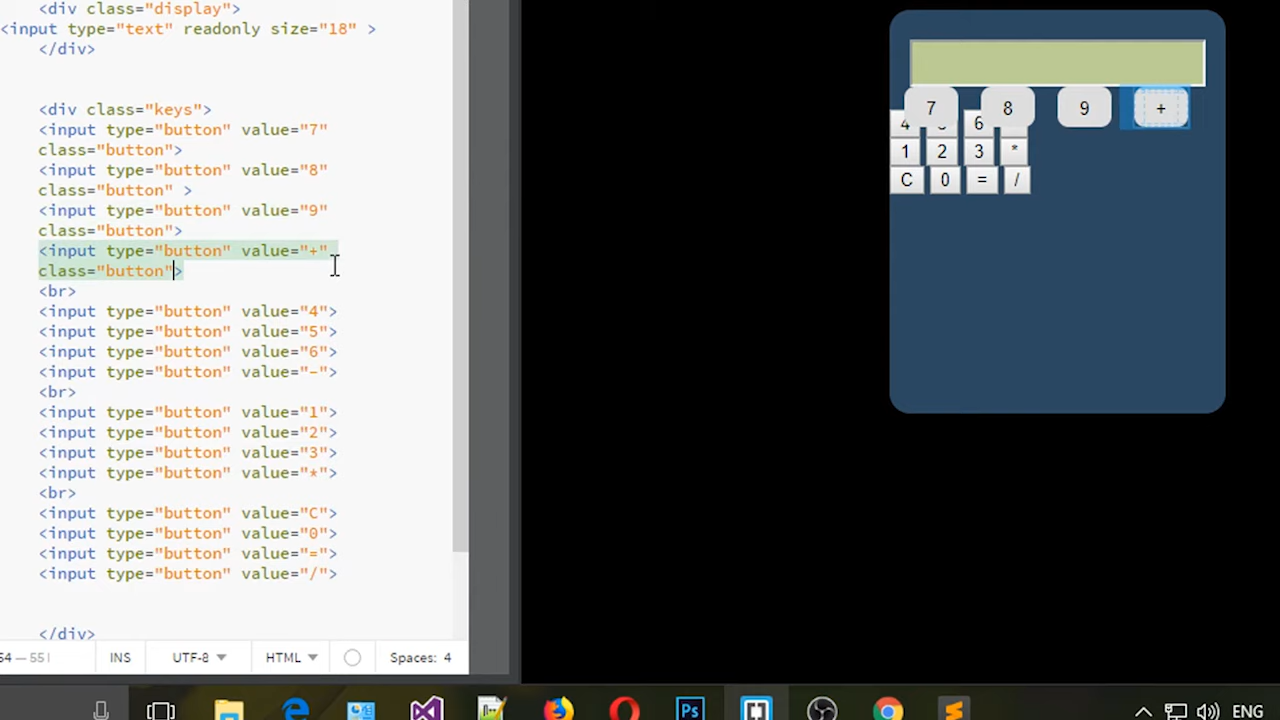 <div class="display">
<input type="text" readonly size="18" >
</div>
<div class="keys">
<input type="button" value="7"
class="button">
<input type="button" value="8"
class="button" >
<input type="button" value="9"
class="button">
<input type="button" value="+"
class="button">
<br>
<input type="button" value="4">
<input type="button" value="5">
<input type="button" value="6">
<input type="button" value="-">
<br>
<input type="button" value="1">
<input type="button" value="2">
<input type="button" value="3">
<input type="button" value="*">
<br>
<input type="button" value="C">
<input type="button" value="0">
<input type="button" value="=">
<input type="button" value="/">
</div>
54 — 55 l
INS
UTF-8
HTML
Spaces: 4
7 8 9 +
4 6
1 2 3 *
C 0 = /
Ps
ENG